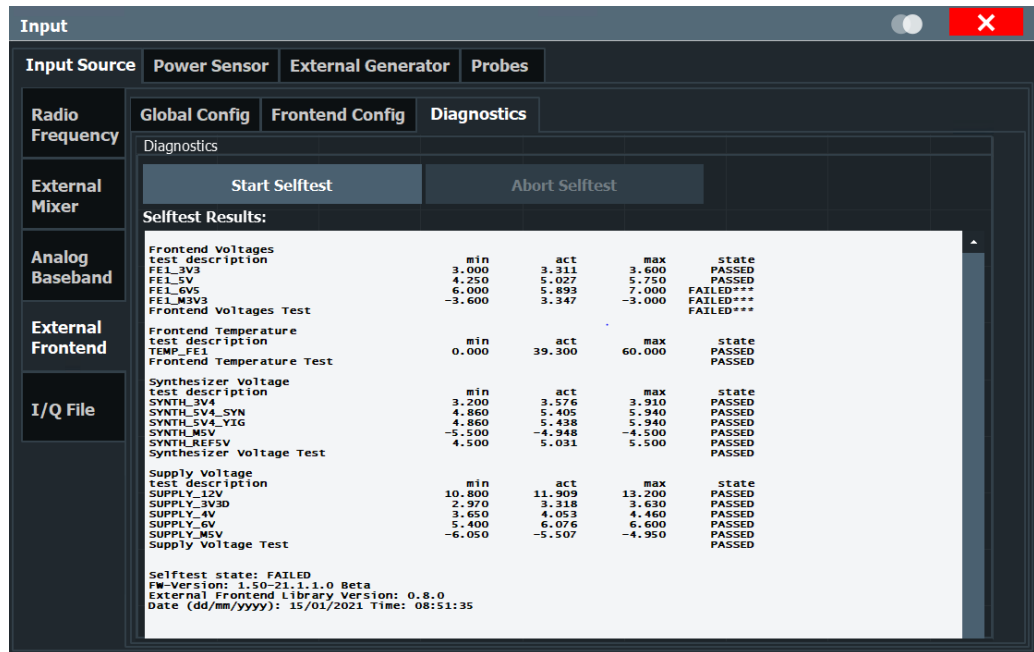 Input
Input Source Power Sensor External Generator Probes
Radio
Frequency
External
Mixer
Analog
Baseband
External
Frontend
I/Q File
Global Config Frontend Config Diagnostics
Diagnostics
Start Selftest Abort Selftest
Selftest Results:
Frontend Voltages
test description min act max state
FE1_3V3 3.000 3.311 3.600 PASSED
FE1_5V 4.250 5.027 5.750 PASSED
FE1_6V5 6.000 5.893 7.000 FAILED***
FE1_M3V3 -3.600 3.347 -3.000 FAILED***
Frontend Voltages Test FAILED***
Frontend Temperature
test description min act max state
TEMP_FE1 0.000 39.300 60.000 PASSED
Frontend Temperature Test PASSED
Synthesizer Voltage
test description min act max state
SYNTH_3V4 3.200 3.576 3.910 PASSED
SYNTH_5V4_SYN 4.860 5.405 5.940 PASSED
SYNTH_5V4_YIG 4.860 5.438 5.940 PASSED
SYNTH_M5V -5.500 -4.948 -4.500 PASSED
SYNTH_REF5V 4.500 5.031 5.500 PASSED
Synthesizer Voltage Test PASSED
Supply Voltage
test description min act max state
SUPPLY_12V 10.800 11.909 13.200 PASSED
SUPPLY_3V3D 2.970 3.318 3.630 PASSED
SUPPLY_4V 3.650 4.053 4.460 PASSED
SUPPLY_6V 5.400 6.076 6.600 PASSED
SUPPLY_M5V -6.050 -5.507 -4.950 PASSED
Supply Voltage Test PASSED
Selftest state: FAILED
FW-Version: 1.50-21.1.1.0 Beta
External Frontend Library Version: 0.8.0
Date (dd/mm/yyyy): 15/01/2021 Time: 08:51:35